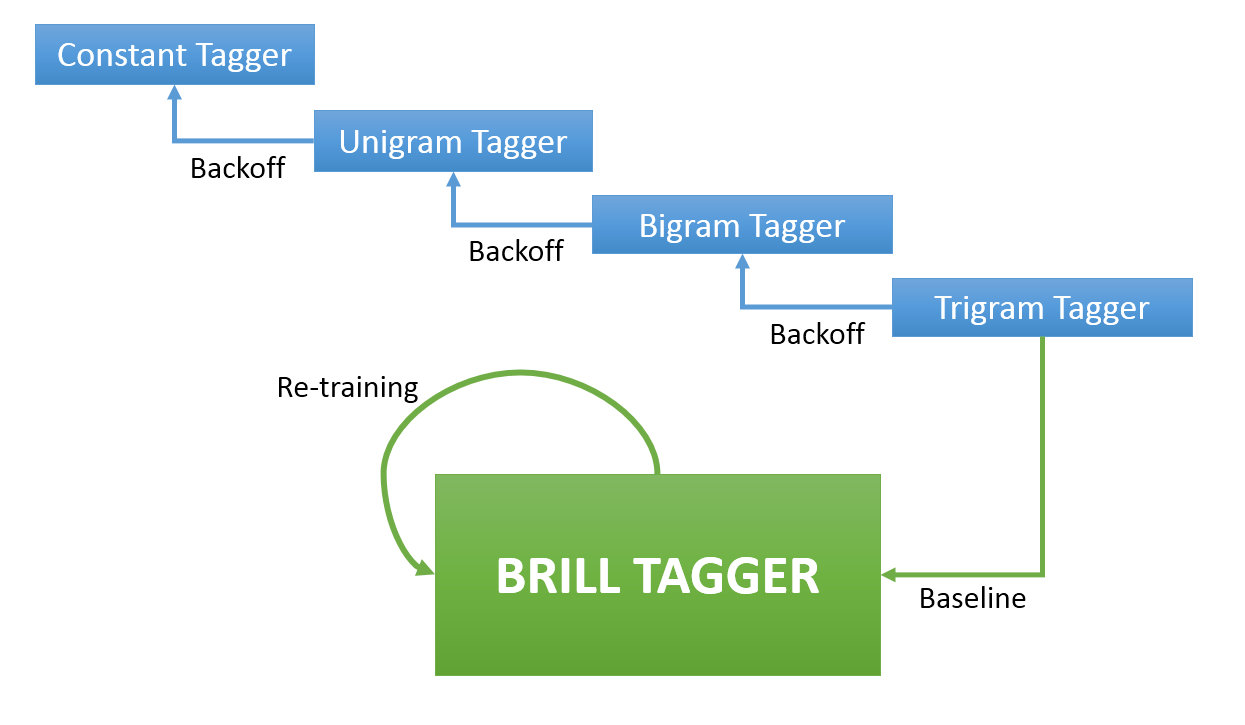 Constant Tagger
Unigram Tagger
Backoff
Bigram Tagger
Backoff
Trigram Tagger
Backoff
Re-training
BRILL TAGGER
Baseline